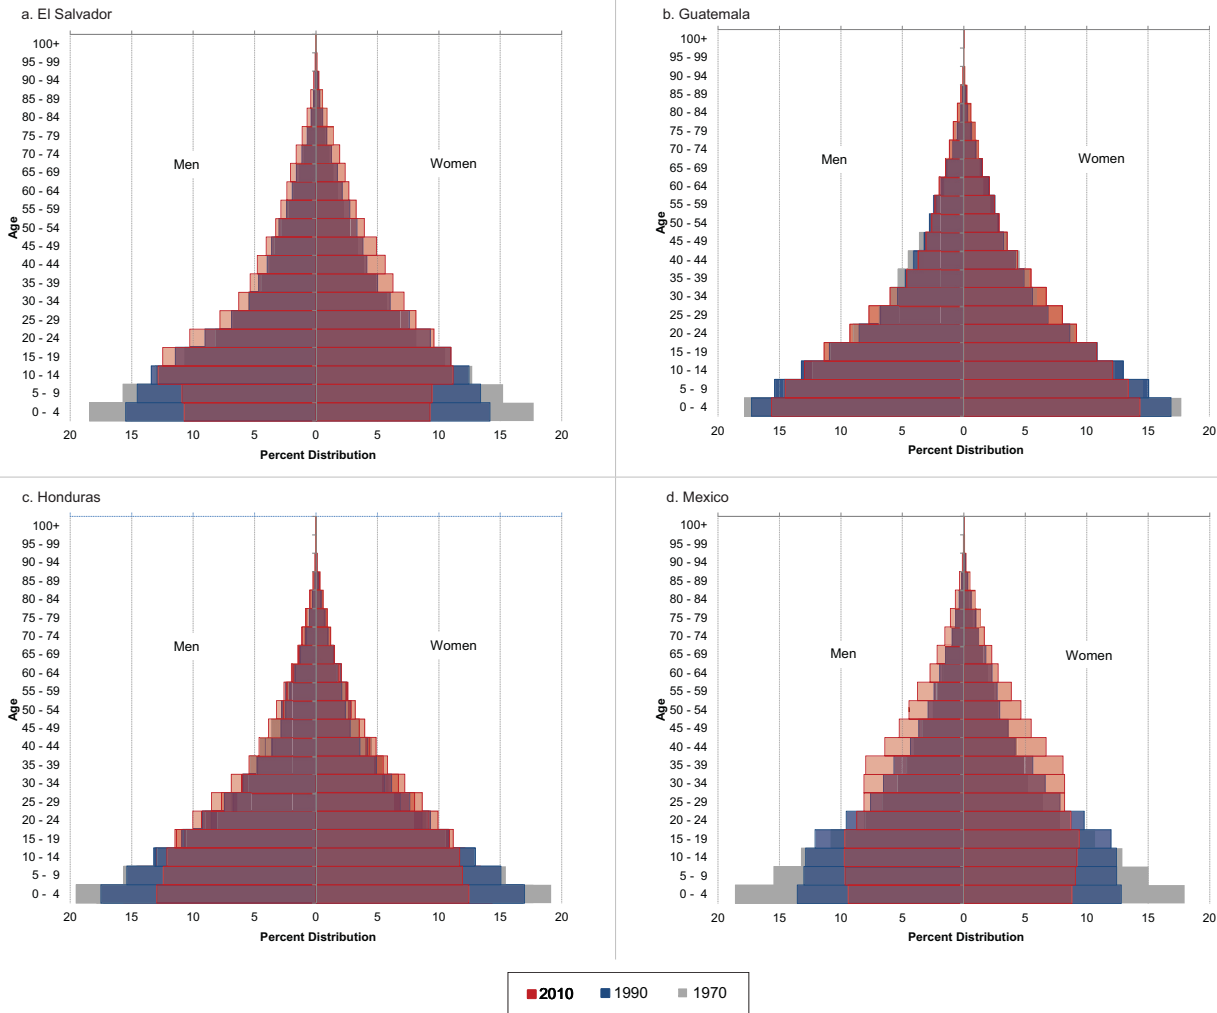 a. El Salvador
100+
95 - 99
90 - 94
85 - 89
80 - 84
75 - 79
70 - 74
65 - 69
60 - 64
55 - 59
50 - 54
45 - 49
40 - 44
35 - 39
30 - 34
25 - 29
20 - 24
15 - 19
10 - 14
5 - 9
0 - 4
Age
Men
Women
20 15 10 5 0 5 10 15 20
Percent Distribution
b. Guatemala
100+
95 - 99
90 - 94
85 - 89
80 - 84
75 - 79
70 - 74
65 - 69
60 - 64
55 - 59
50 - 54
45 - 49
40 - 44
35 - 39
30 - 34
25 - 29
20 - 24
15 - 19
10 - 14
5 - 9
0 - 4
Age
Men
Women
20 15 10 5 0 5 10 15 20
Percent Distribution
c. Honduras
100+
95 - 99
90 - 94
85 - 89
80 - 84
75 - 79
70 - 74
65 - 69
60 - 64
55 - 59
50 - 54
45 - 49
40 - 44
35 - 39
30 - 34
25 - 29
20 - 24
15 - 19
10 - 14
5 - 9
0 - 4
Age
Men
Women
20 15 10 5 0 5 10 15 20
Percent Distribution
d. Mexico
100+
95 - 99
90 - 94
85 - 89
80 - 84
75 - 79
70 - 74
65 - 69
60 - 64
55 - 59
50 - 54
45 - 49
40 - 44
35 - 39
30 - 34
25 - 29
20 - 24
15 - 19
10 - 14
5 - 9
0 - 4
Age
Men
Women
20 15 10 5 0 5 10 15 20
Percent Distribution
2010 1990 1970